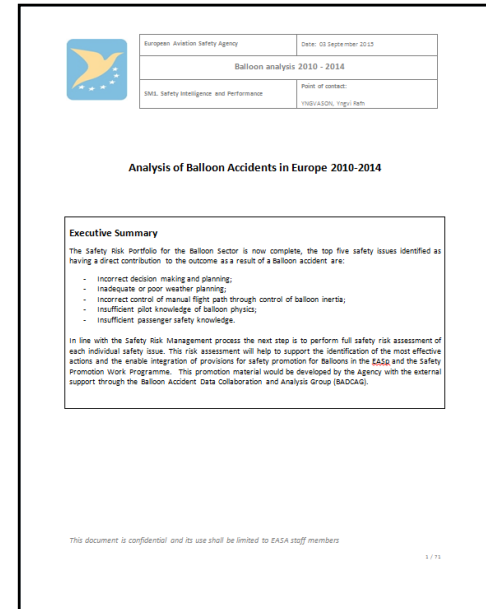 European Aviation Safety Agency
Date: 03 September 2015
Balloon analysis 2010 - 2014
SM1. Safety Intelligence and Performance
Point of contact:
YNGVASON, Yngvi Rafn
Analysis of Balloon Accidents in Europe 2010-2014
Executive Summary
The Safety Risk Portfolio for the Balloon Sector is now complete, the top five safety issues identified as
having a direct contribution to the outcome as a result of a Balloon accident are:
- Incorrect decision making and planning;
- Inadequate or poor weather planning;
- Incorrect control of manual flight path through control of balloon inertia;
- Insufficient pilot knowledge of balloon physics;
- Insufficient passenger safety knowledge.
In line with the Safety Risk Management process the next step is to perform full safety risk assessment of
each individual safety issue. This risk assessment will help to support the identification of the most effective
actions and the enable integration of provisions for safety promotion for Balloons in the EASp and the Safety
Promotion Work Programme. This promotion material would be developed by the Agency with the external
support through the Balloon Accident Data Collaboration and Analysis Group (BADCAG).
This document is confidential and its use shall be limited to EASA staff members
1 / 73